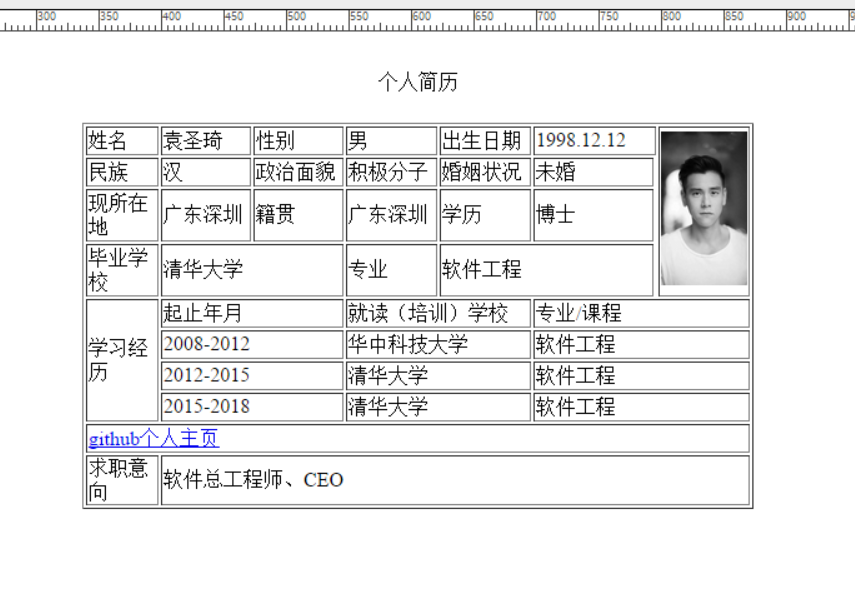 300 350 400 450 500 550 600 650 700 750 800 850 900
个人简历
姓名 袁圣琦 性别 男 出生日期 1998.12.12
民族 汉 政治面貌 积极分子 婚姻状况 未婚
现所在地 广东深圳 籍贯 广东深圳 学历 博士
毕业学校 清华大学 专业 软件工程
学习经历 起止年月 就读（培训）学校 专业/课程
2008-2012 华中科技大学 软件工程
2012-2015 清华大学 软件工程
2015-2018 清华大学 软件工程
github个人主页
求职意向 软件总工程师、CEO